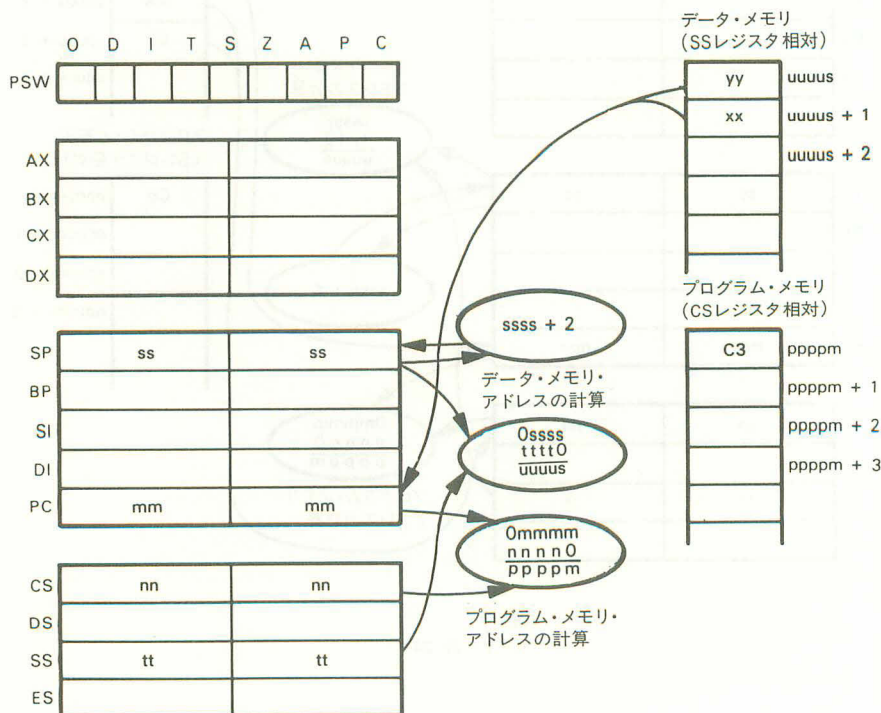 O D I T S Z A P C
PSW
AX
BX
CX
DX
SP ss ss
BP
SI
DI
PC mm mm
CS nn nn
DS
SS tt tt
ES
ssss + 2
データ・メモリ・
アドレスの計算
0ssss
tttt0
uuuus
0mmmm
nnnn0
ppppm
プログラム・メモリ・
アドレスの計算
データ・メモリ
(SSレジスタ相対)
yy uuuus
xx uuuus + 1
uuuus + 2
プログラム・メモリ
(CSレジスタ相対)
C3 ppppm
ppppm + 1
ppppm + 2
ppppm + 3